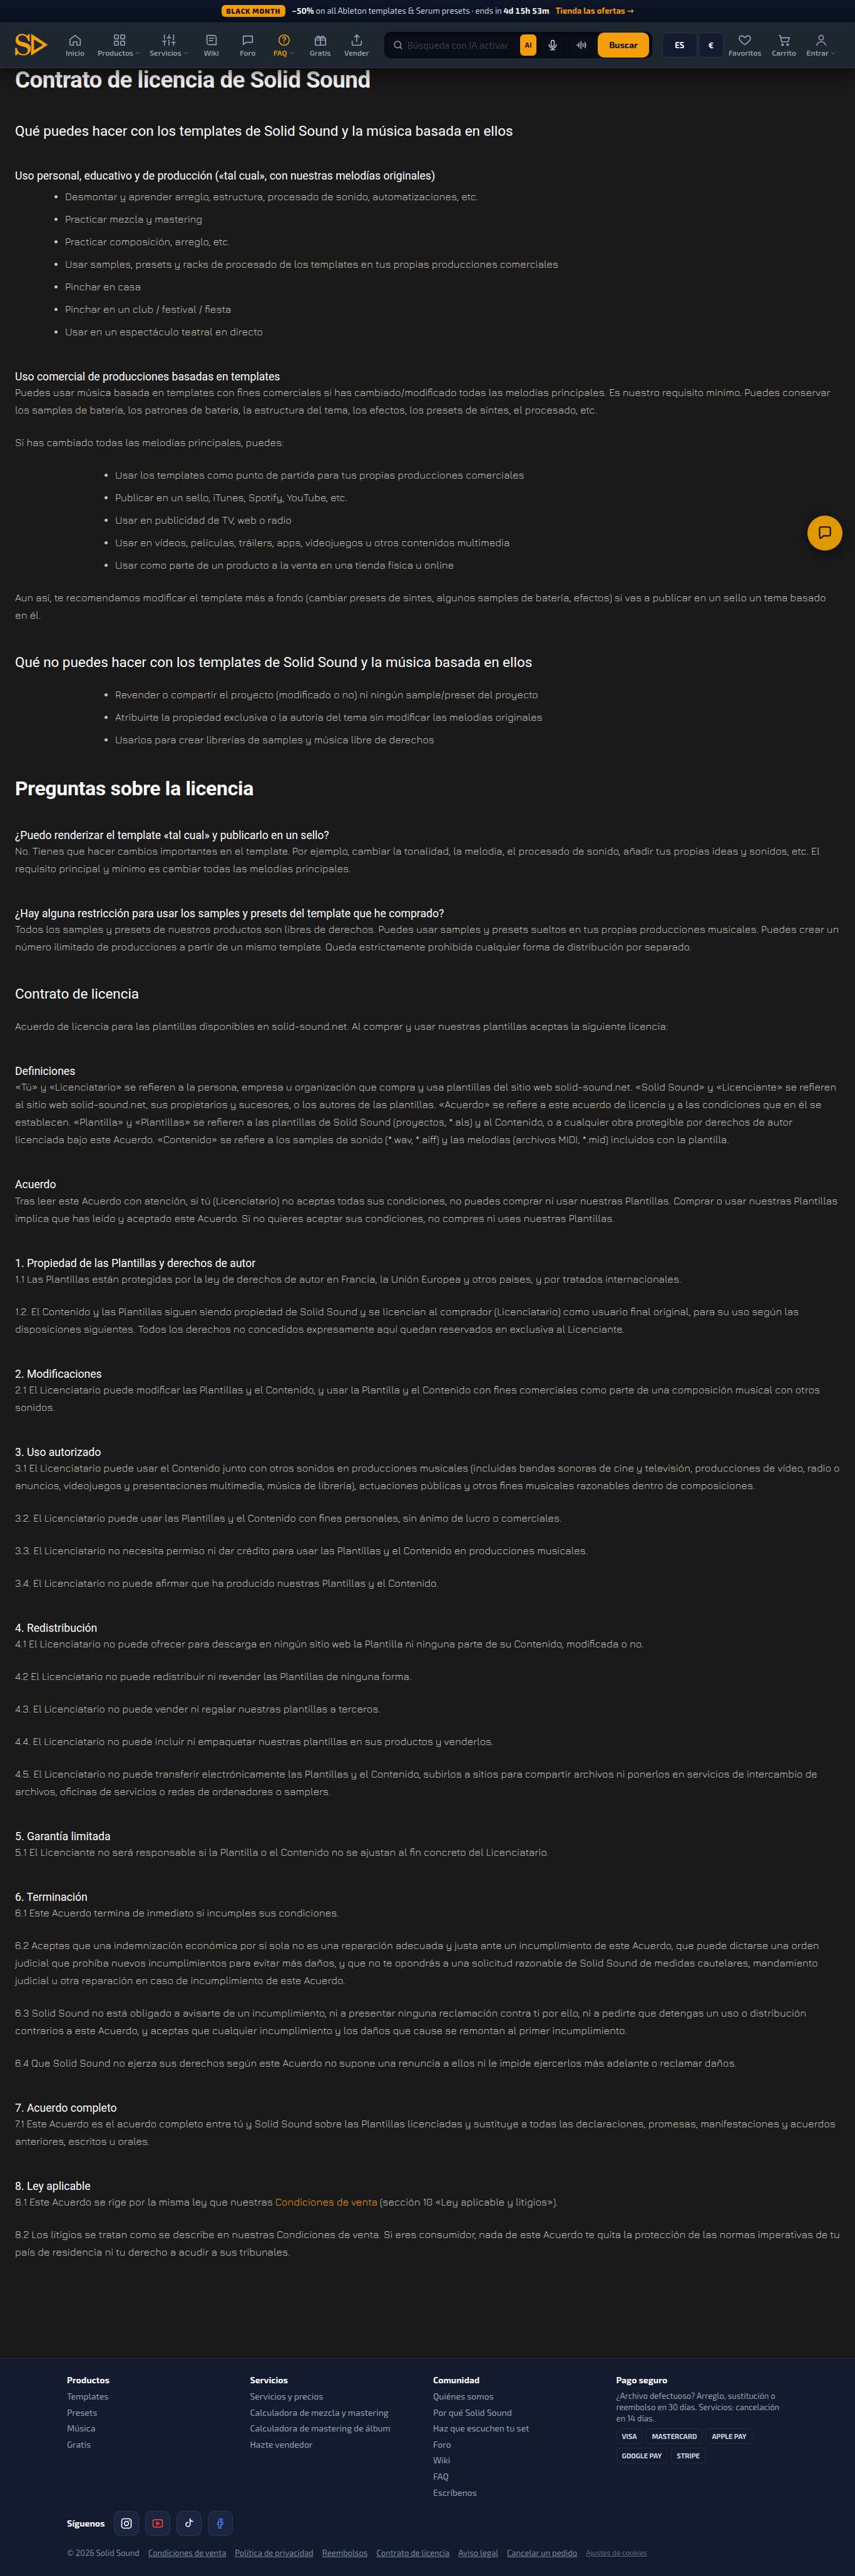 BLACK MONTH −50% on all Ableton templates & Serum presets · ends in 4d 15h 53m Tienda las ofertas →
Inicio Productos Servicios Wiki Foro FAQ Gratis Vender Búsqueda con IA activar AI Buscar ES € Favoritos Carrito Entrar
Contrato de licencia de Solid Sound
Qué puedes hacer con los templates de Solid Sound y la música basada en ellos
Uso personal, educativo y de producción («tal cual», con nuestras melodías originales)
• Desmontar y aprender arreglo, estructura, procesado de sonido, automatizaciones, etc.
• Practicar mezcla y mastering
• Practicar composición, arreglo, etc.
• Usar samples, presets y racks de procesado de los templates en tus propias producciones comerciales
• Pinchar en casa
• Pinchar en un club / festival / fiesta
• Usar en un espectáculo teatral en directo
Uso comercial de producciones basadas en templates
Puedes usar música basada en templates con fines comerciales si has cambiado/modificado todas las melodías principales. Es nuestro requisito mínimo. Puedes conservar
los samples de batería, los patrones de batería, la estructura del tema, los efectos, los presets de sintes, el procesado, etc.
Si has cambiado todas las melodías principales, puedes:
• Usar los templates como punto de partida para tus propias producciones comerciales
• Publicar en un sello, iTunes, Spotify, YouTube, etc.
• Usar en publicidad de TV, web o radio
• Usar en vídeos, películas, tráilers, apps, videojuegos u otros contenidos multimedia
• Usar como parte de un producto a la venta en una tienda física u online
Aun así, te recomendamos modificar el template más a fondo (cambiar presets de sintes, algunos samples de batería, efectos) si vas a publicar en un sello un tema basado
en él.
Qué no puedes hacer con los templates de Solid Sound y la música basada en ellos
• Revender o compartir el proyecto (modificado o no) ni ningún sample/preset del proyecto
• Atribuirte la propiedad exclusiva o la autoría del tema sin modificar las melodías originales
• Usarlos para crear librerías de samples y música libre de derechos
Preguntas sobre la licencia
¿Puedo renderizar el template «tal cual» y publicarlo en un sello?
No. Tienes que hacer cambios importantes en el template. Por ejemplo, cambiar la tonalidad, la melodía, el procesado de sonido, añadir tus propias ideas y sonidos, etc. El
requisito principal y mínimo es cambiar todas las melodías principales.
¿Hay alguna restricción para usar los samples y presets del template que he comprado?
Todos los samples y presets de nuestros productos son libres de derechos. Puedes usar samples y presets sueltos en tus propias producciones musicales. Puedes crear un
número ilimitado de producciones a partir de un mismo template. Queda estrictamente prohibida cualquier forma de distribución por separado.
Contrato de licencia
Acuerdo de licencia para las plantillas disponibles en solid-sound.net. Al comprar y usar nuestras plantillas aceptas la siguiente licencia:
Definiciones
«Tú» y «Licenciatario» se refieren a la persona, empresa u organización que compra y usa plantillas del sitio web solid-sound.net. «Solid Sound» y «Licenciante» se refieren
al sitio web solid-sound.net, sus propietarios y sucesores, o los autores de las plantillas. «Acuerdo» se refiere a este acuerdo de licencia y a las condiciones que en él se
establecen. «Plantilla» y «Plantillas» se refieren a las plantillas de Solid Sound (proyectos, *.als) y al Contenido, o a cualquier obra protegible por derechos de autor
licenciada bajo este Acuerdo. «Contenido» se refiere a los samples de sonido (*.wav, *.aiff) y las melodías (archivos MIDI, *.mid) incluidos con la plantilla.
Acuerdo
Tras leer este Acuerdo con atención, si tú (Licenciatario) no aceptas todas sus condiciones, no puedes comprar ni usar nuestras Plantillas. Comprar o usar nuestras Plantillas
implica que has leído y aceptado este Acuerdo. Si no quieres aceptar sus condiciones, no compres ni uses nuestras Plantillas.
1. Propiedad de las Plantillas y derechos de autor
1.1 Las Plantillas están protegidas por la ley de derechos de autor en Francia, la Unión Europea y otros países, y por tratados internacionales.
1.2. El Contenido y las Plantillas siguen siendo propiedad de Solid Sound y se licencian al comprador (Licenciatario) como usuario final original, para su uso según las
disposiciones siguientes. Todos los derechos no concedidos expresamente aquí quedan reservados en exclusiva al Licenciante.
2. Modificaciones
2.1 El Licenciatario puede modificar las Plantillas y el Contenido, y usar la Plantilla y el Contenido con fines comerciales como parte de una composición musical con otros
sonidos.
3. Uso autorizado
3.1 El Licenciatario puede usar el Contenido junto con otros sonidos en producciones musicales (incluidas bandas sonoras de cine y televisión, producciones de vídeo, radio o
anuncios, videojuegos y presentaciones multimedia, música de librería), actuaciones públicas y otros fines musicales razonables dentro de composiciones.
3.2. El Licenciatario puede usar las Plantillas y el Contenido con fines personales, sin ánimo de lucro o comerciales.
3.3. El Licenciatario no necesita permiso ni dar crédito para usar las Plantillas y el Contenido en producciones musicales.
3.4. El Licenciatario no puede afirmar que ha producido nuestras Plantillas y el Contenido.
4. Redistribución
4.1 El Licenciatario no puede ofrecer para descarga en ningún sitio web la Plantilla ni ninguna parte de su Contenido, modificada o no.
4.2 El Licenciatario no puede redistribuir ni revender las Plantillas de ninguna forma.
4.3. El Licenciatario no puede vender ni regalar nuestras plantillas a terceros.
4.4. El Licenciatario no puede incluir ni empaquetar nuestras plantillas en sus productos y venderlos.
4.5. El Licenciatario no puede transferir electrónicamente las Plantillas y el Contenido, subirlos a sitios para compartir archivos ni ponerlos en servicios de intercambio de
archivos, oficinas de servicios o redes de ordenadores o samplers.
5. Garantía limitada
5.1 El Licenciante no será responsable si la Plantilla o el Contenido no se ajustan al fin concreto del Licenciatario.
6. Terminación
6.1 Este Acuerdo termina de inmediato si incumples sus condiciones.
6.2 Aceptas que una indemnización económica por sí sola no es una reparación adecuada y justa ante un incumplimiento de este Acuerdo, que puede dictarse una orden
judicial que prohíba nuevos incumplimientos para evitar más daños, y que no te opondrás a una solicitud razonable de Solid Sound de medidas cautelares, mandamiento
judicial u otra reparación en caso de incumplimiento de este Acuerdo.
6.3 Solid Sound no está obligado a avisarte de un incumplimiento, ni a presentar ninguna reclamación contra ti por ello, ni a pedirte que detengas un uso o distribución
contrarios a este Acuerdo, y aceptas que cualquier incumplimiento y los daños que cause se remontan al primer incumplimiento.
6.4 Que Solid Sound no ejerza sus derechos según este Acuerdo no supone una renuncia a ellos ni le impide ejercerlos más adelante o reclamar daños.
7. Acuerdo completo
7.1 Este Acuerdo es el acuerdo completo entre tú y Solid Sound sobre las Plantillas licenciadas y sustituye a todas las declaraciones, promesas, manifestaciones y acuerdos
anteriores, escritos u orales.
8. Ley aplicable
8.1 Este Acuerdo se rige por la misma ley que nuestras Condiciones de venta (sección 10 «Ley aplicable y litigios»).
8.2 Los litigios se tratan como se describe en nuestras Condiciones de venta. Si eres consumidor, nada de este Acuerdo te quita la protección de las normas imperativas de tu
país de residencia ni tu derecho a acudir a sus tribunales.
Productos
Templates
Presets
Música
Gratis
Servicios
Servicios y precios
Calculadora de mezcla y mastering
Calculadora de mastering de álbum
Hazte vendedor
Comunidad
Quiénes somos
Por qué Solid Sound
Haz que escuchen tu set
Foro
Wiki
FAQ
Escríbenos
Pago seguro
¿Archivo defectuoso? Arreglo, sustitución o
reembolso en 30 días. Servicios: cancelación
en 14 días.
VISA MASTERCARD APPLE PAY
GOOGLE PAY STRIPE
Síguenos
© 2026 Solid Sound Condiciones de venta Política de privacidad Reembolsos Contrato de licencia Aviso legal Cancelar un pedido Ajustes de cookies